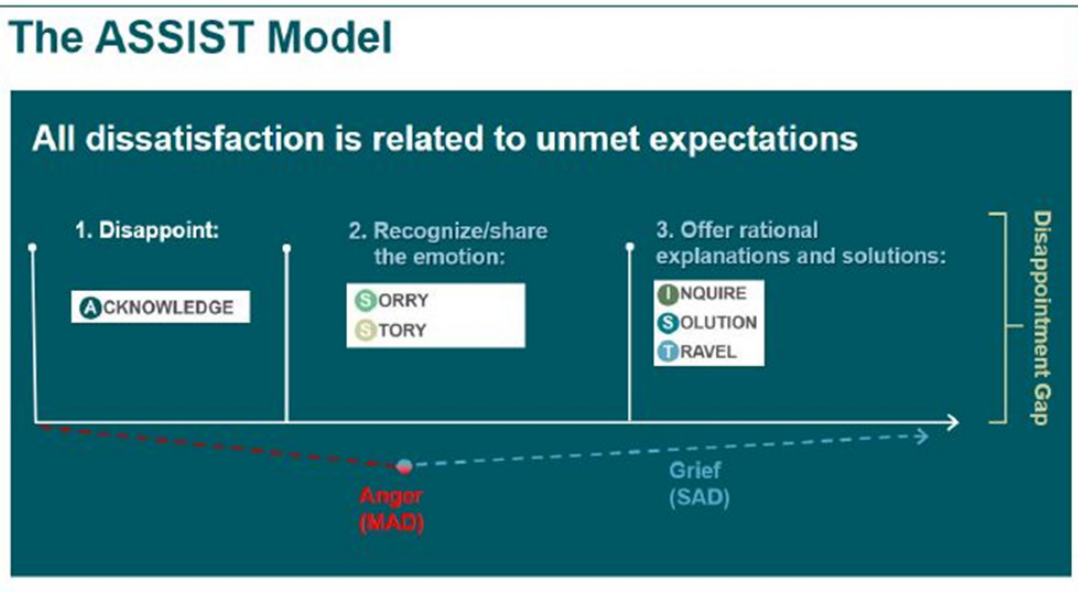 The ASSIST Model
All dissatisfaction is related to unmet expectations
1. Disappoint:
ACKNOWLEDGE
2. Recognize/share
the emotion:
SORRY
STORY
3. Offer rational
explanations and solutions:
INQUIRE
SOLUTION
TRAVEL
Disappointment Gap
Anger
(MAD)
Grief
(SAD)